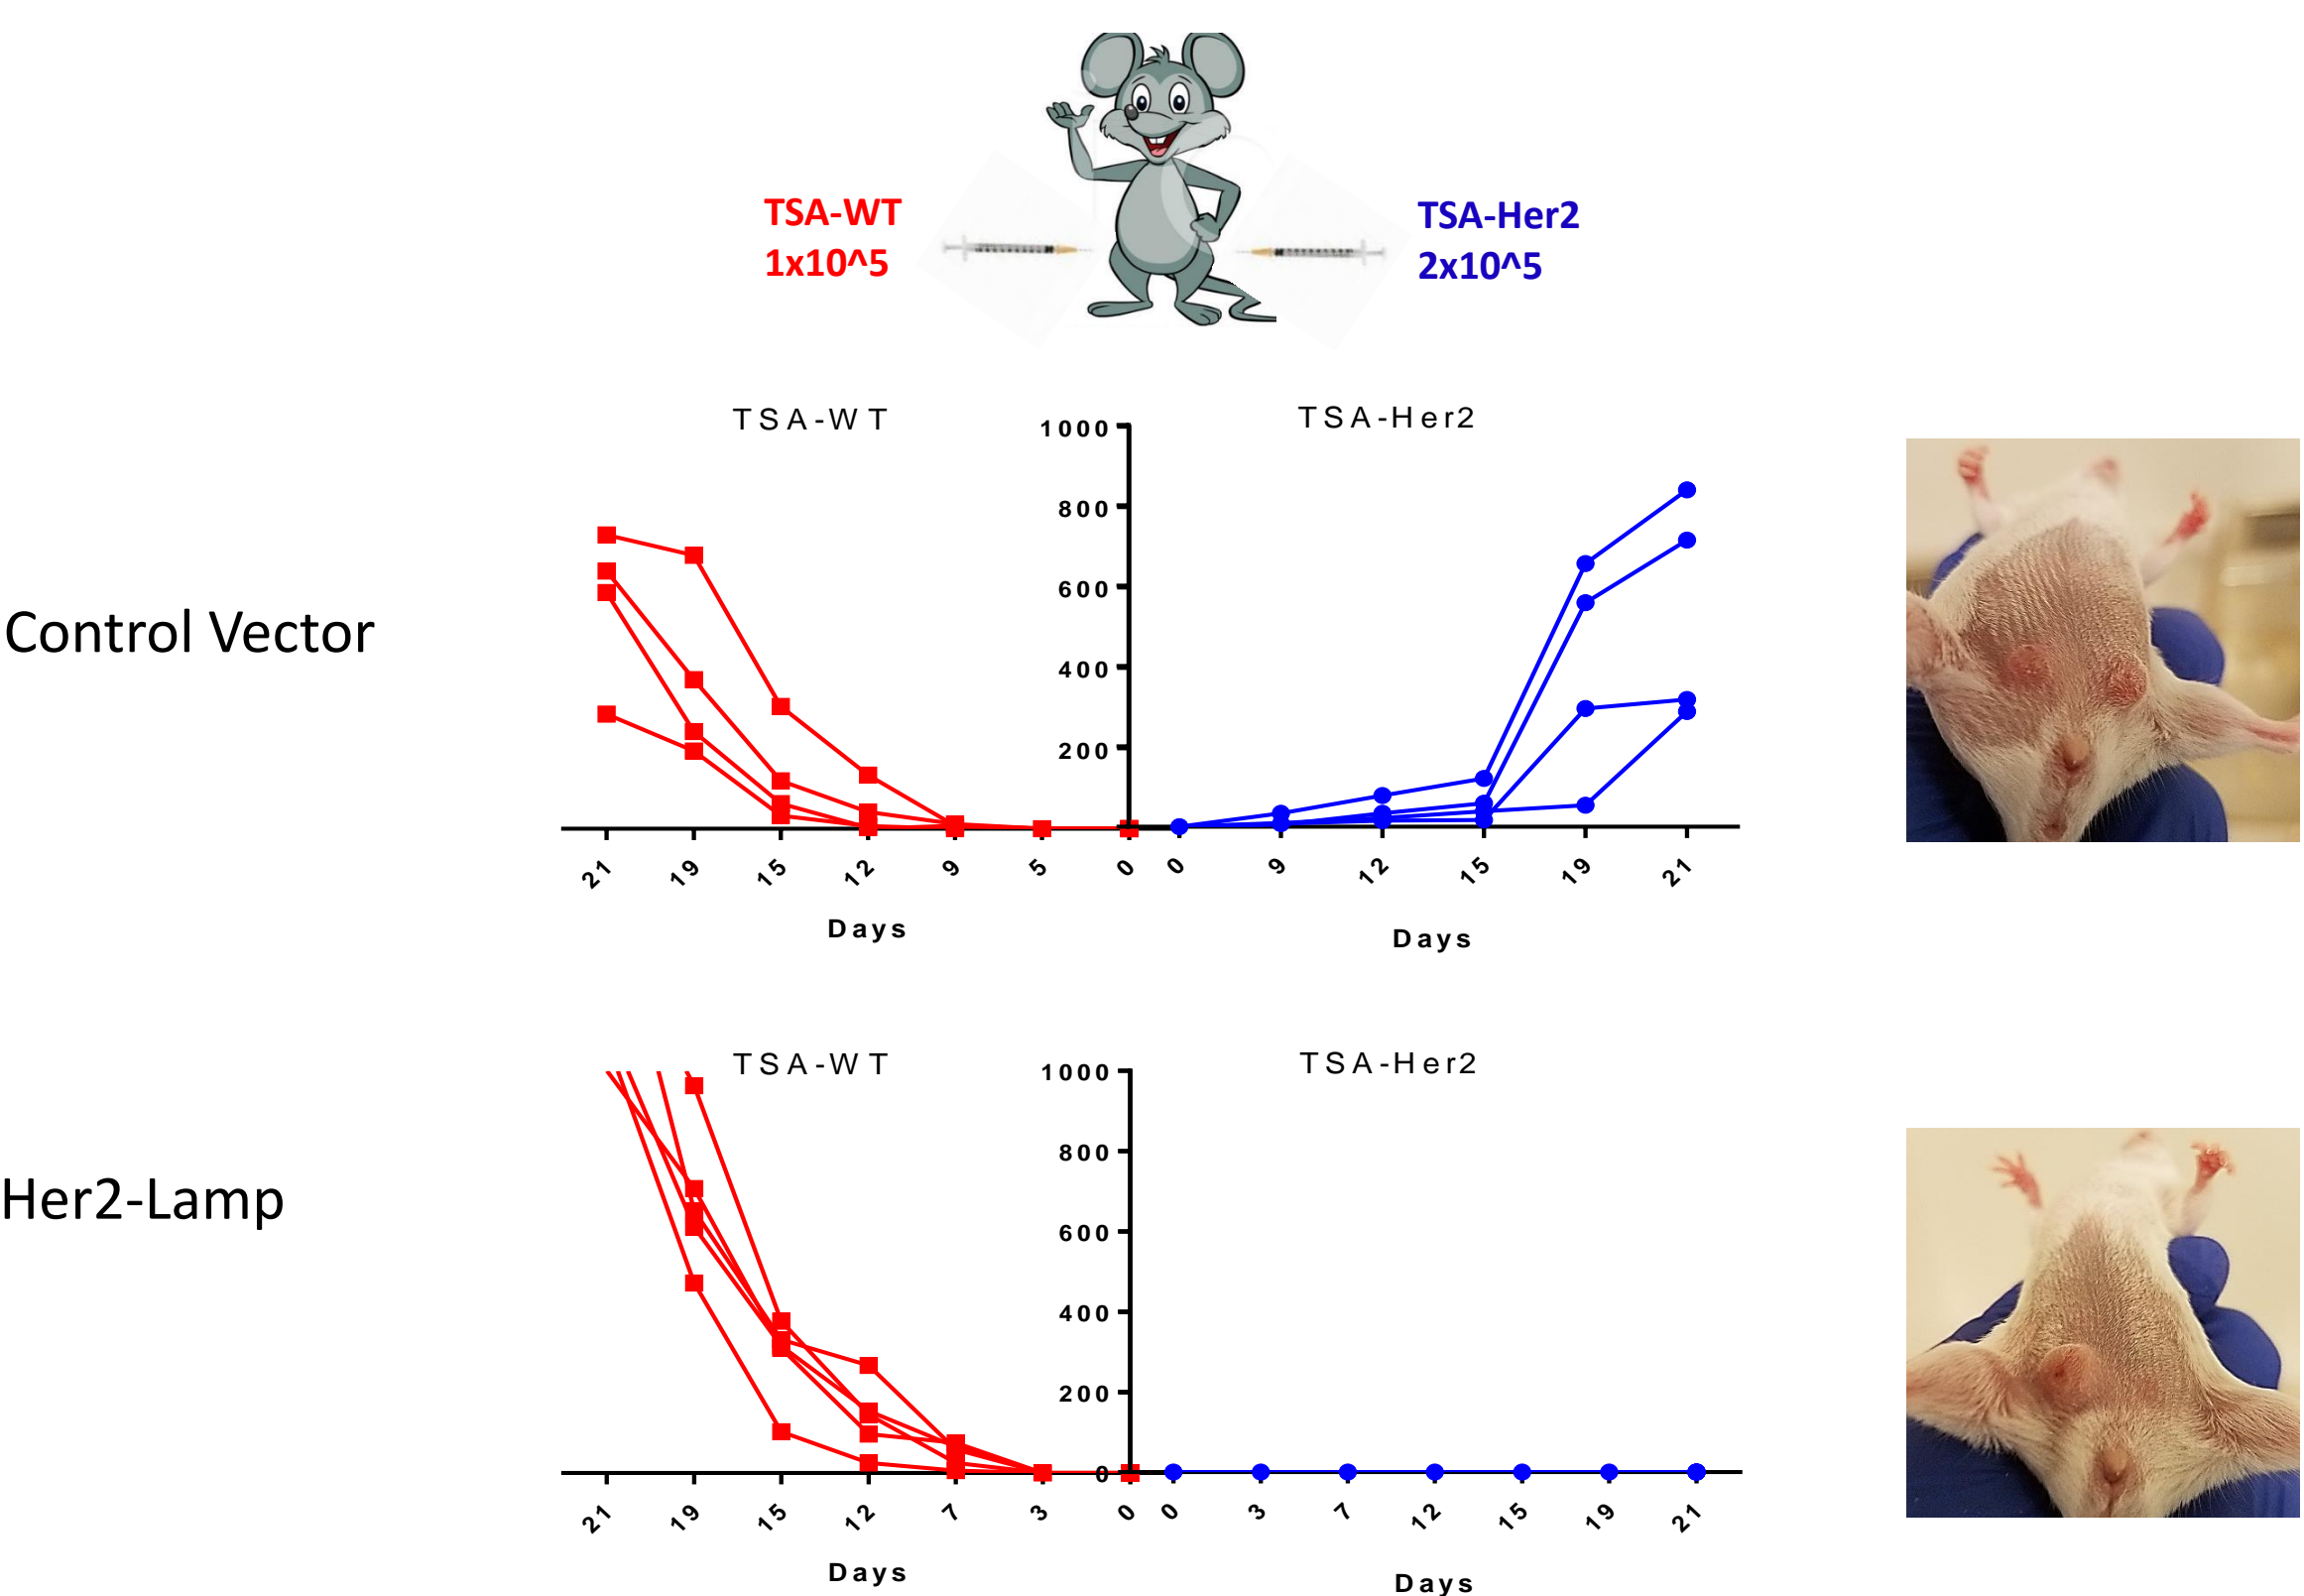 TSA-WT
1x10^5
TSA-Her2
2x10^5
Control Vector
TSA-WT
TSA-Her2
1000
800
600
400
200
21 19 15 12 9 5 0
0 9 12 15 19 21
Days
Days
Her2-Lamp
TSA-WT
TSA-Her2
1000
800
600
400
200
0
21 19 15 12 7 3 0
0 3 7 12 15 19 21
Days
Days